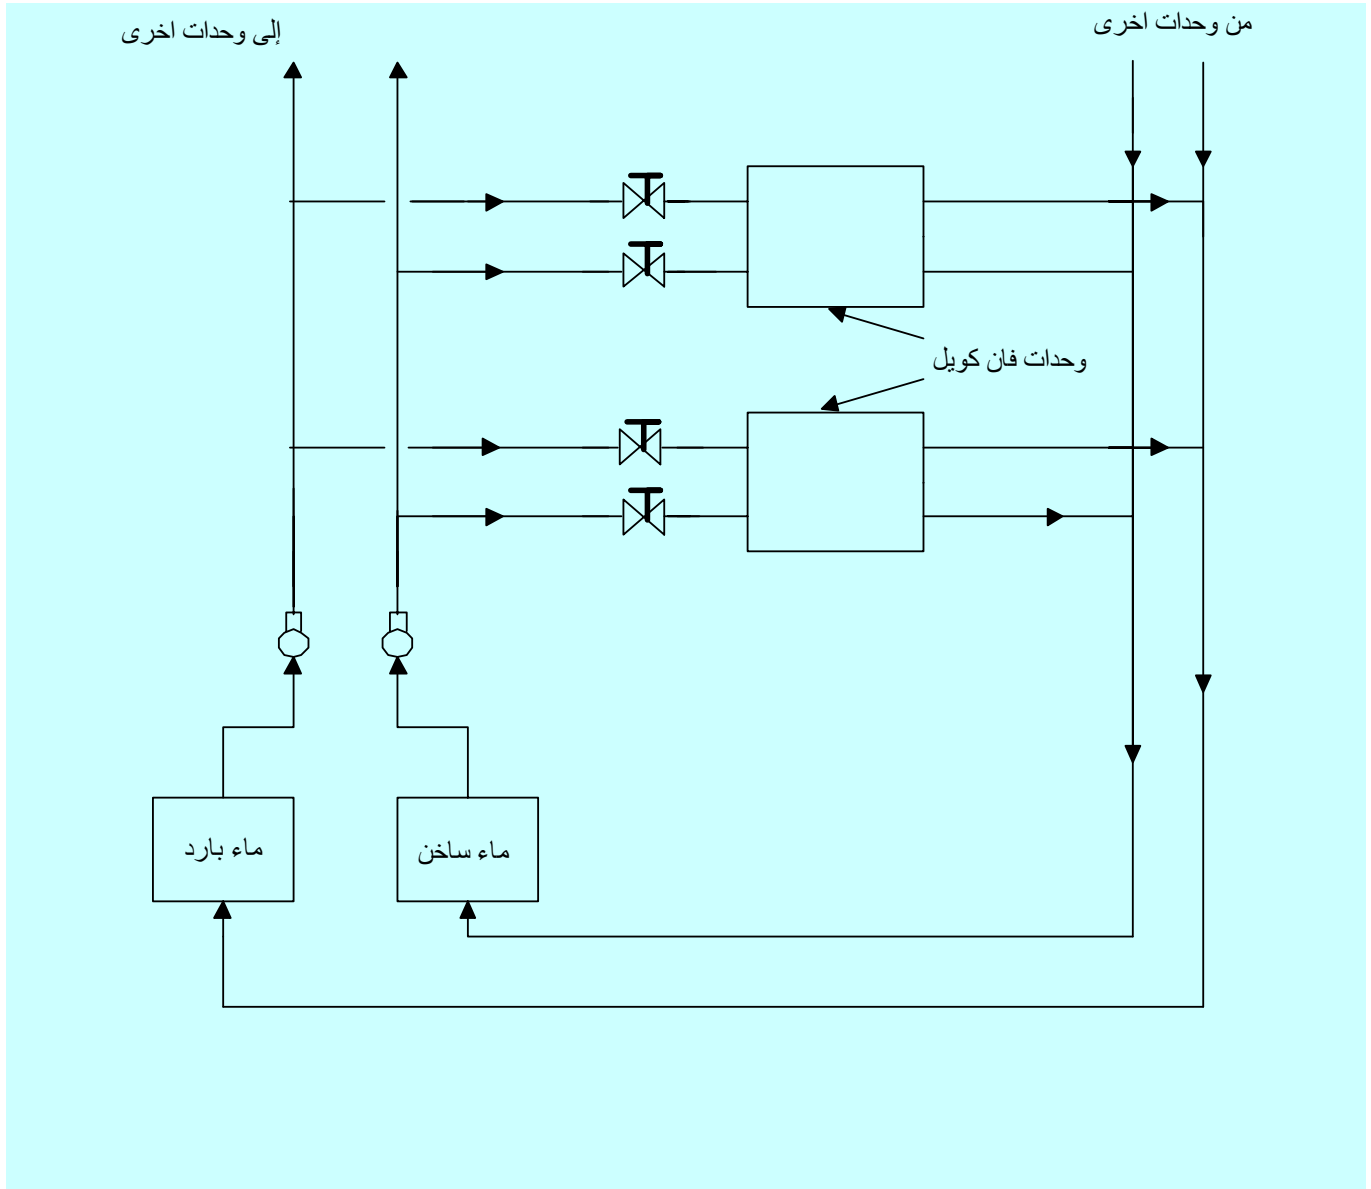 من وحدات اخرى
إلى وحدات اخرى
وحدات فان كويل
ماء ساخن
ماء بارد